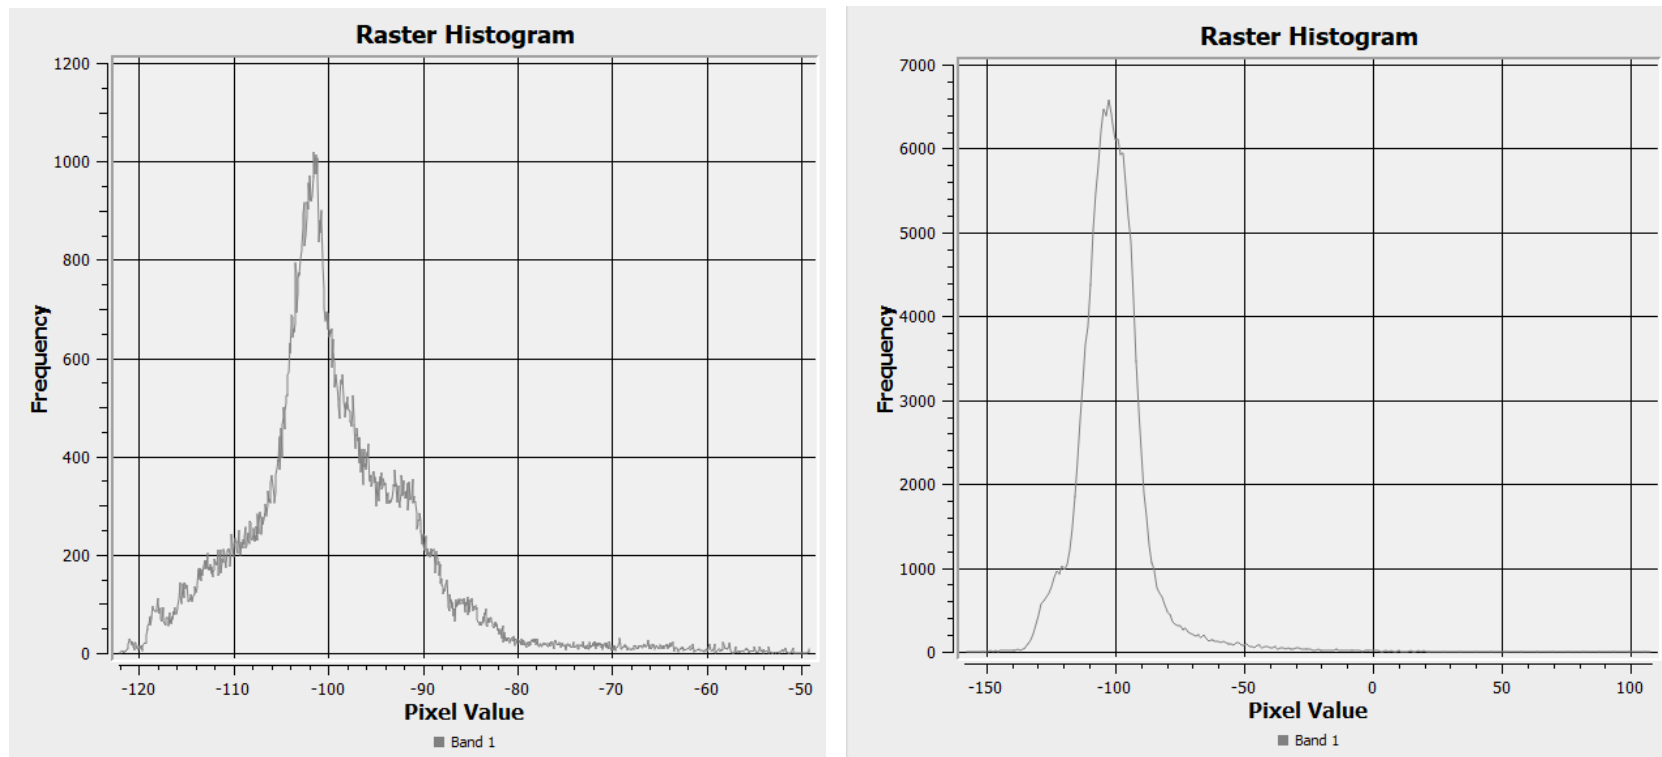 Raster Histogram
1200
1000
800
600
400
200
0
Frequency
-120 -110 -100 -90 -80 -70 -60 -50
Pixel Value
Band 1
Raster Histogram
7000
6000
5000
4000
3000
2000
1000
0
Frequency
-150 -100 -50 0 50 100
Pixel Value
Band 1